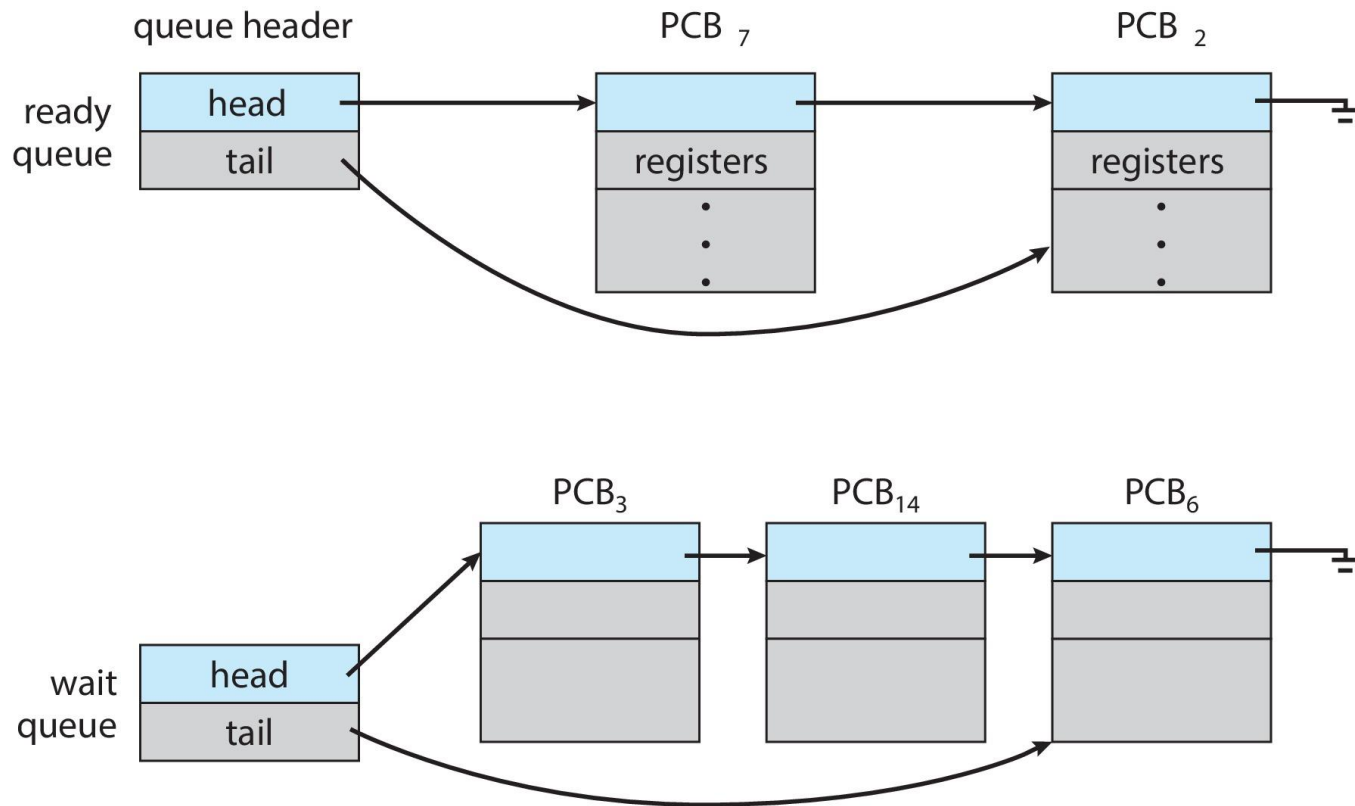 queue header
PCB 7
PCB 2
ready
queue
head
tail
registers
registers
PCB3
PCB14
PCB6
wait
queue
head
tail